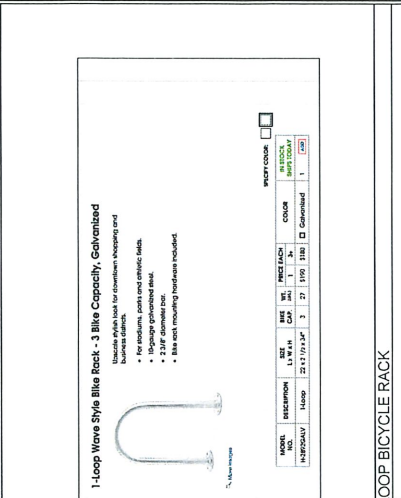 1-Loop Wave Style Bike Rack - 3 Bike Capacity, Galvanized
Upscale stylish look for downtown shopping and
business districts.
• For stadiums, parks and athletic fields.
• 10-gauge galvanized steel.
• 2 3/8" diameter bar.
• Bike rack mounting hardware included.
More Images
SPECIFY COLOR:
MODEL NO. DESCRIPTION SIZE L x W x H BIKE CAP. WT. (lbs.) PRICE EACH 1 3+ COLOR IN STOCK SHIPS TODAY
H-2892GALV 1-Loop 22 x 2 1/2 x 34" 3 27 $190 $180 Galvanized 1 ADD
OOP BICYCLE RACK